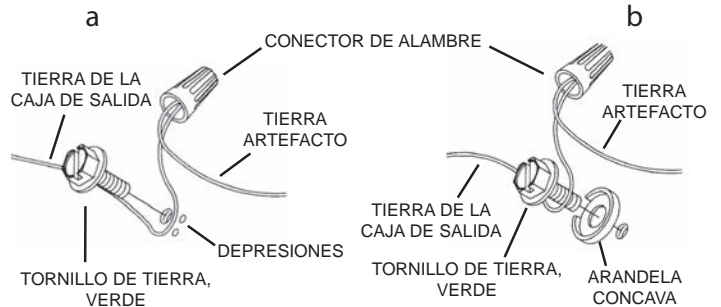 a
b
CONECTOR DE ALAMBRE
TIERRA DE LA
CAJA DE SALIDA
TIERRA
ARTEFACTO
DEPRESIONES
TORNILLO DE TIERRA,
VERDE
TIERRA
ARTEFACTO
TIERRA DE LA
CAJA DE SALIDA
TORNILLO DE TIERRA,
VERDE
ARANDELA
CONCAVA